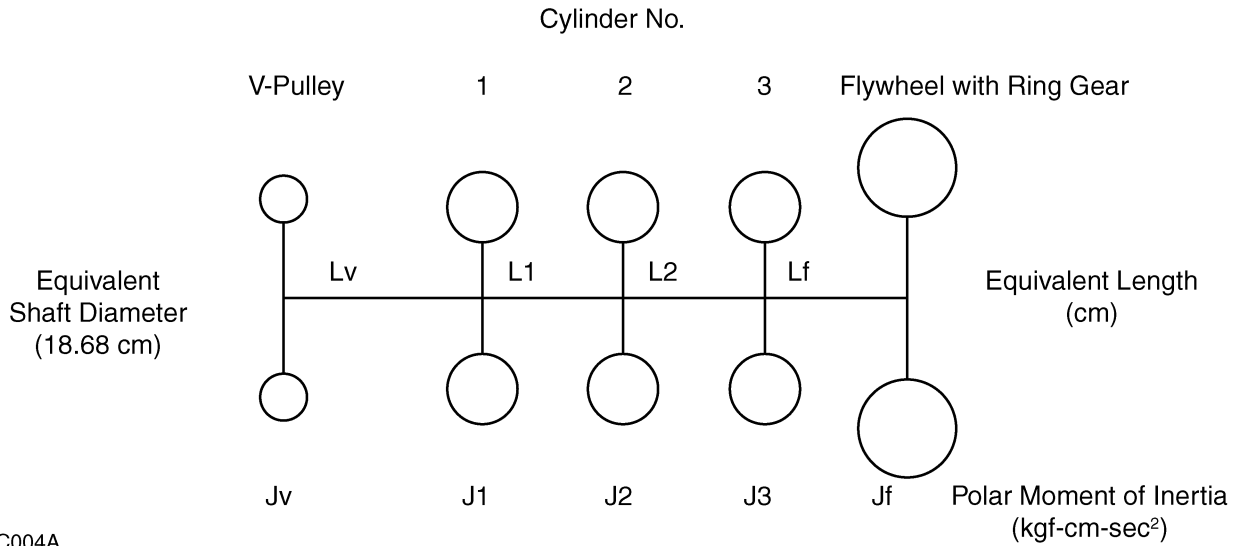 Cylinder No.
V-Pulley 1 2 3 Flywheel with Ring Gear
Lv L1 L2 Lf
Equivalent
Shaft Diameter
(18.68 cm)
Equivalent Length
(cm)
Jv J1 J2 J3 Jf Polar Moment of Inertia
(kgf-cm-sec²)
C004A